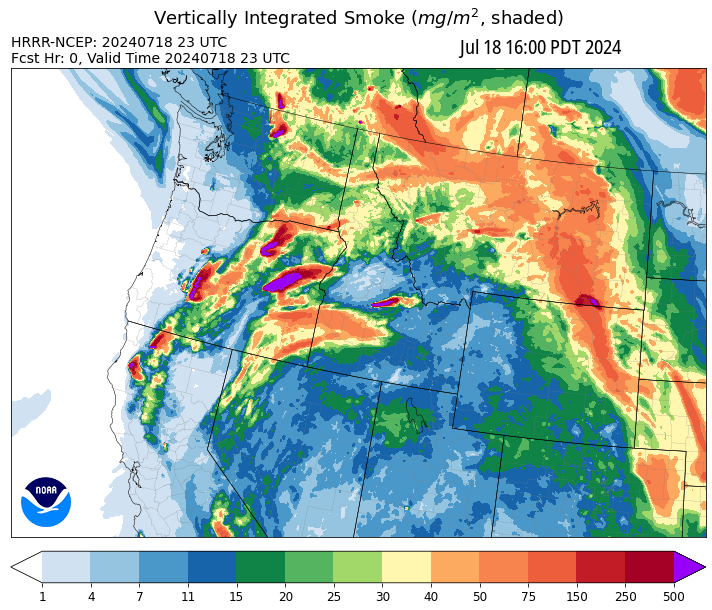 Vertically Integrated Smoke (mg/m², shaded)
HRRR-NCEP: 20240718 23 UTC
Fcst Hr: 0, Valid Time 20240718 23 UTC
Jul 18 16:00 PDT 2024
NOAA
1 4 7 11 15 20 25 30 40 50 75 150 250 500